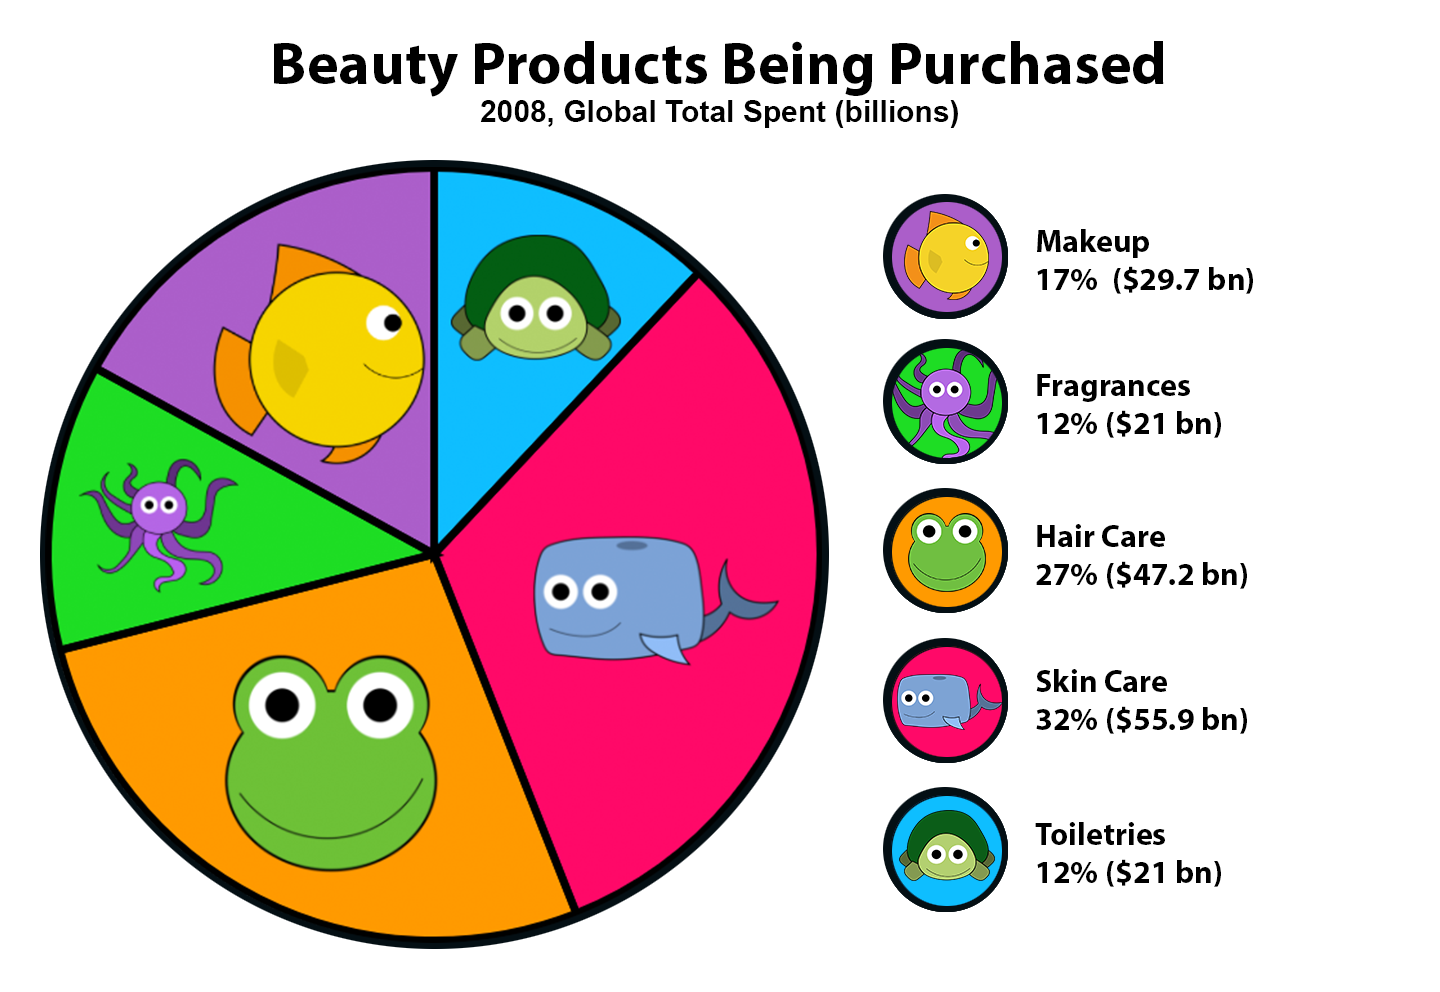 Beauty Products Being Purchased
2008, Global Total Spent (billions)
Makeup
17%  ($29.7 bn)
Fragrances
12% ($21 bn)
Hair Care
27% ($47.2 bn)
Skin Care
32% ($55.9 bn)
Toiletries
12% ($21 bn)